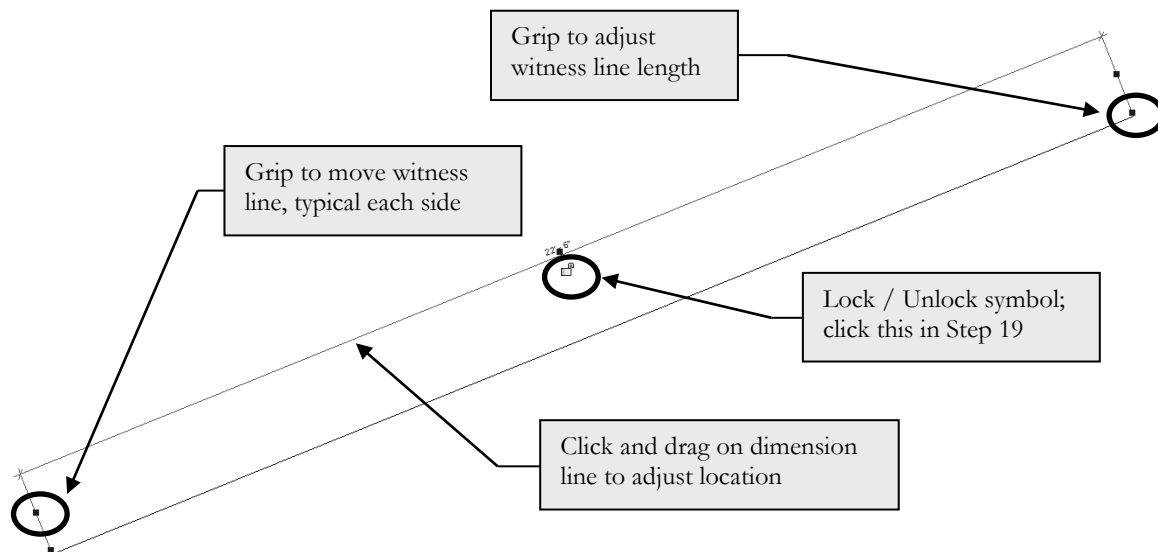 Grip to adjust
witness line length
Grip to move witness
line, typical each side
22' 6"
Lock / Unlock symbol;
click this in Step 19
Click and drag on dimension
line to adjust location